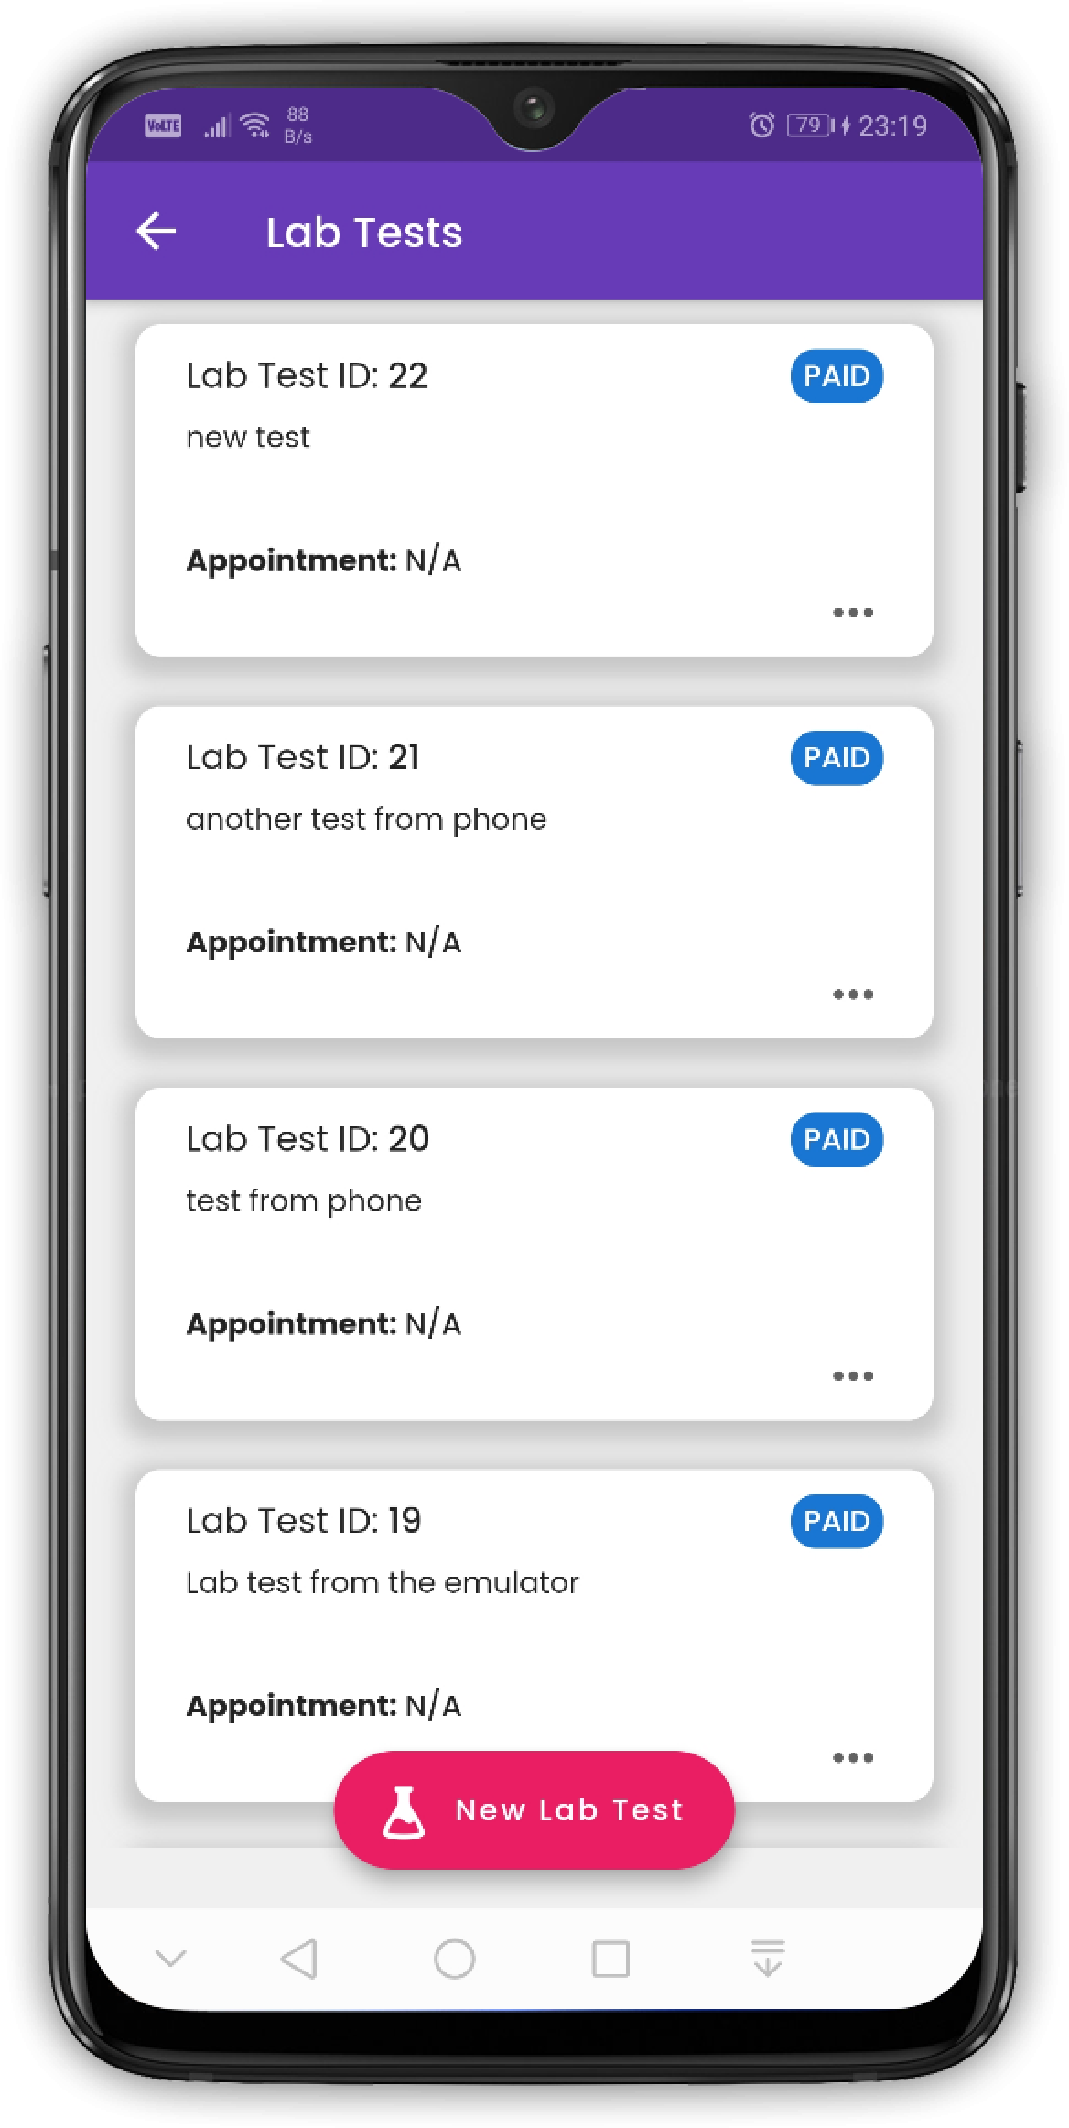 VoLTE 88 B/s 79 23:19
Lab Tests
Lab Test ID: 22 PAID
new test
Appointment: N/A
Lab Test ID: 21 PAID
another test from phone
Appointment: N/A
Lab Test ID: 20 PAID
test from phone
Appointment: N/A
Lab Test ID: 19 PAID
Lab test from the emulator
Appointment: N/A
New Lab Test